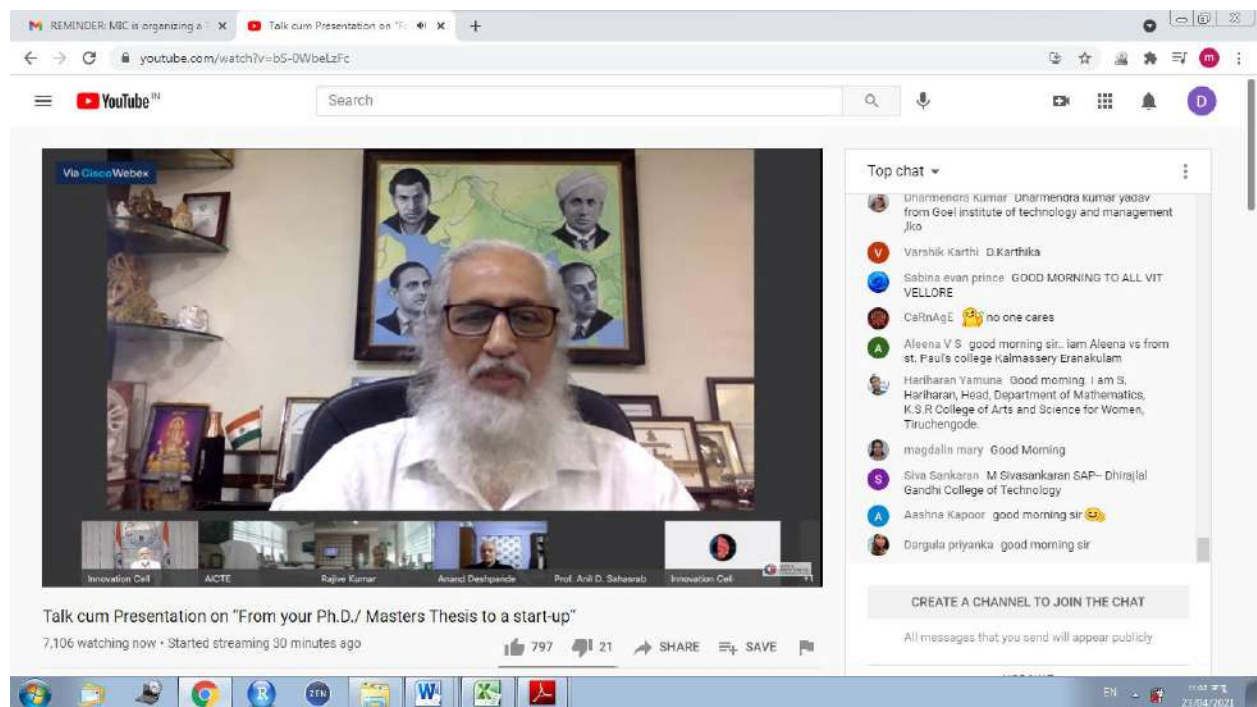 REMINDER: MIC is organizing a
Talk cum Presentation on "Fr
youtube.com/watch?v=bS-0WbeLzFc
m
YouTube IN
Search
D
Via Cisco Webex
Innovation Cell
AICTE
Rajive Kumar
Anand Deshpande
Prof. Anil D. Sahasrab
Innovation Cell
Talk cum Presentation on "From your Ph.D./ Masters Thesis to a start-up"
7,106 watching now • Started streaming 30 minutes ago
797
21
SHARE
SAVE
Top chat
Dharmendra Kumar Dharmendra kumar yadav
from Goel institute of technology and management
,lko
V
Varshik Karthi D.Karthika
Sabina evan prince GOOD MORNING TO ALL VIT
VELLORE
CaRnAgE no one cares
A
Aleena V S good morning sir.. iam Aleena vs from
st. Paul's college Kalmassery Eranakulam
Hariharan Yamuna Good morning. I am S.
Hariharan, Head, Department of Mathematics,
K.S.R College of Arts and Science for Women,
Tiruchengode.
magdalin mary Good Morning
S
Siva Sankaran M Sivasankaran SAP-- Dhirajlal
Gandhi College of Technology
A
Aashna Kapoor good morning sir
Dargula priyanka good morning sir
CREATE A CHANNEL TO JOIN THE CHAT
All messages that you send will appear publicly
R
ZEN
W
X
EN
23/04/2021